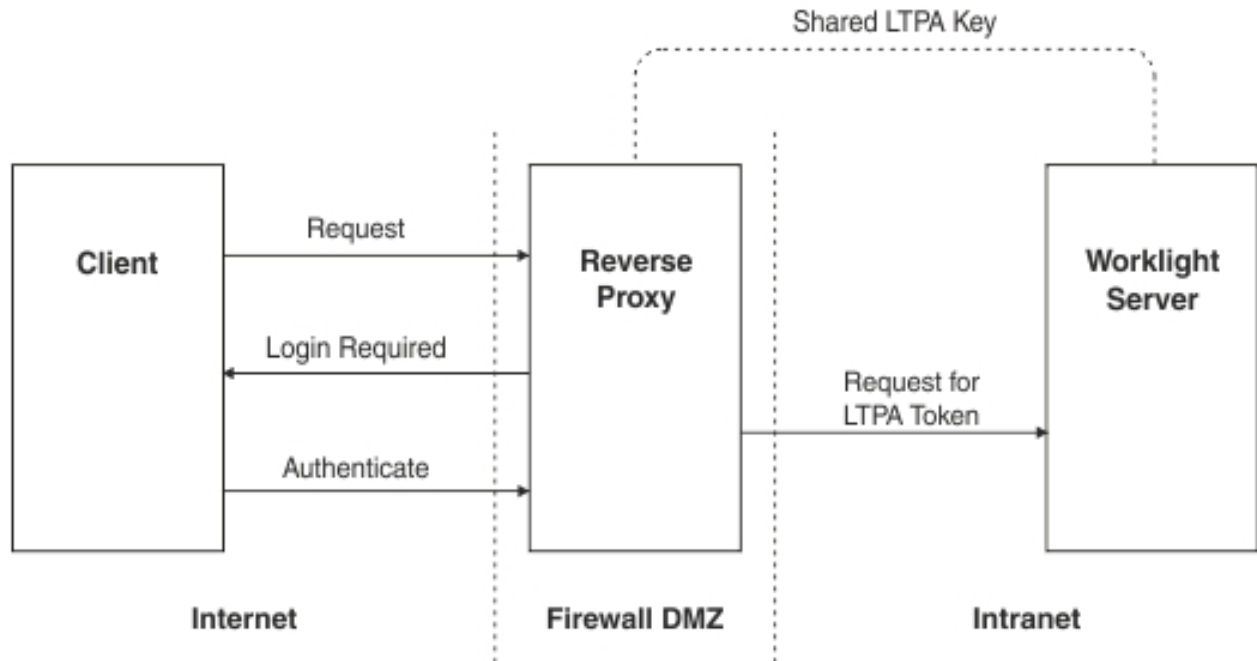 Shared LTPA Key
Client
Request
Login Required
Authenticate
Reverse
Proxy
Request for
LTPA Token
Worklight
Server
Internet
Firewall DMZ
Intranet